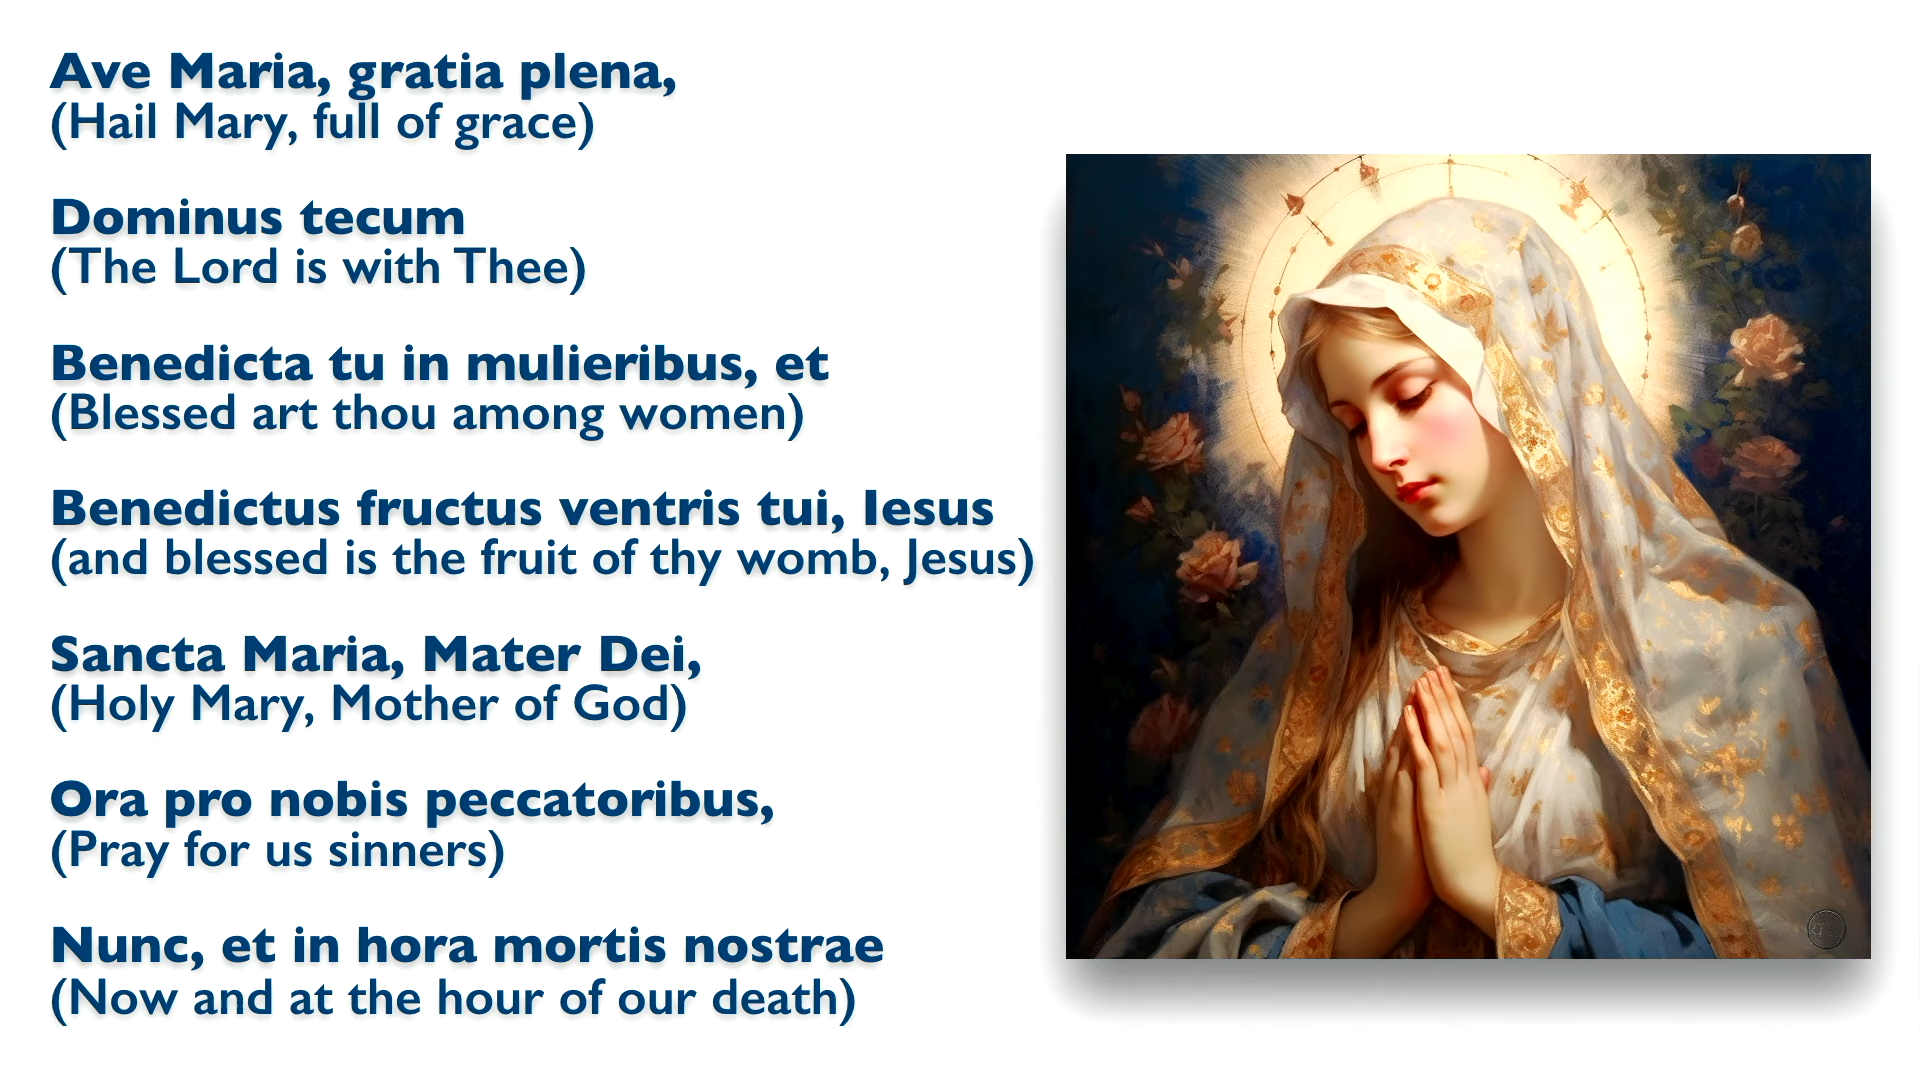 Ave Maria, gratia plena,
(Hail Mary, full of grace)
Dominus tecum
(The Lord is with Thee)
Benedicta tu in mulieribus, et
(Blessed art thou among women)
Benedictus fructus ventris tui, Iesus
(and blessed is the fruit of thy womb, Jesus)
Sancta Maria, Mater Dei,
(Holy Mary, Mother of God)
Ora pro nobis peccatoribus,
(Pray for us sinners)
Nunc, et in hora mortis nostrae
(Now and at the hour of our death)